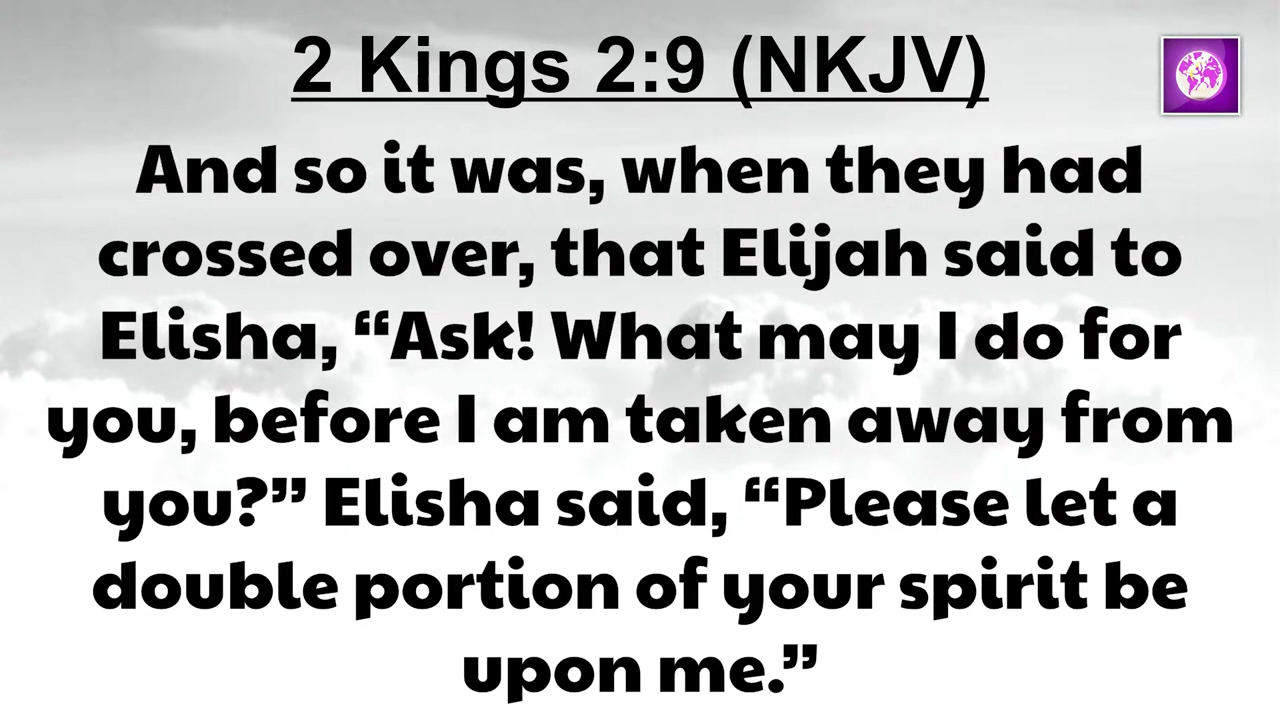 2 Kings 2:9 (NKJV)
And so it was, when they had
crossed over, that Elijah said to
Elisha, “Ask! What may I do for
you, before I am taken away from
you?” Elisha said, “Please let a
double portion of your spirit be
upon me.”